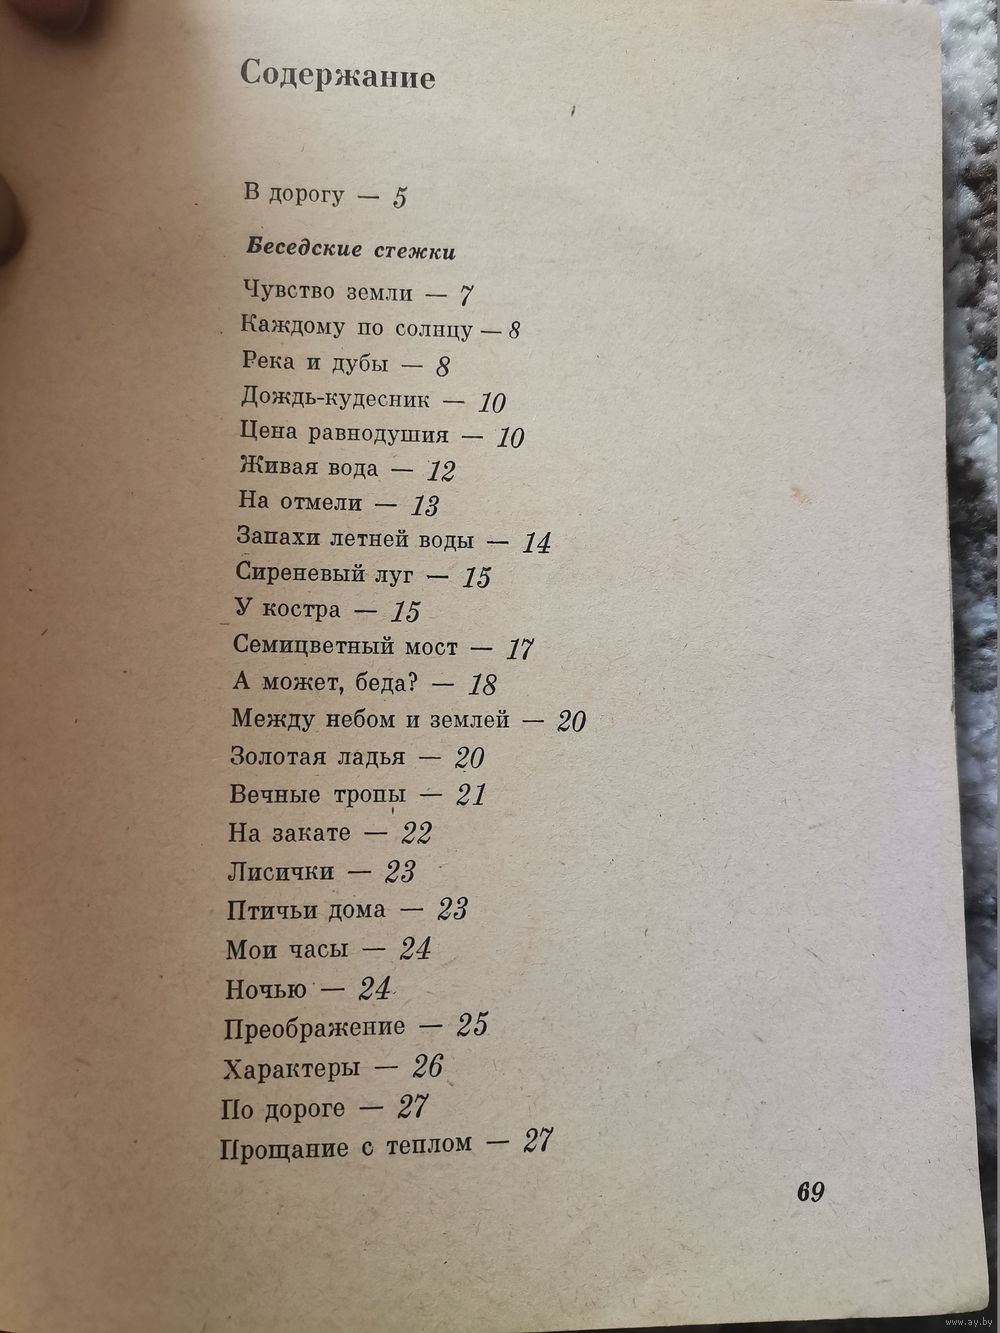 Содержание
В дорогу — 5
Беседские стежки
Чувство земли — 7
Каждому по солнцу — 8
Река и дубы — 8
Дождь-кудесник — 10
Цена равнодушия — 10
Живая вода — 12
На отмели — 13
Запахи летней воды — 14
Сиреневый луг — 15
У костра — 15
Семицветный мост — 17
А может, беда? — 18
Между небом и землей — 20
Золотая ладья — 20
Вечные тропы — 21
На закате — 22
Лисички — 23
Птичьи дома — 23
Мои часы — 24
Ночью — 24
Преображение — 25
Характеры — 26
По дороге — 27
Прощание с теплом — 27
69
www.ay.by